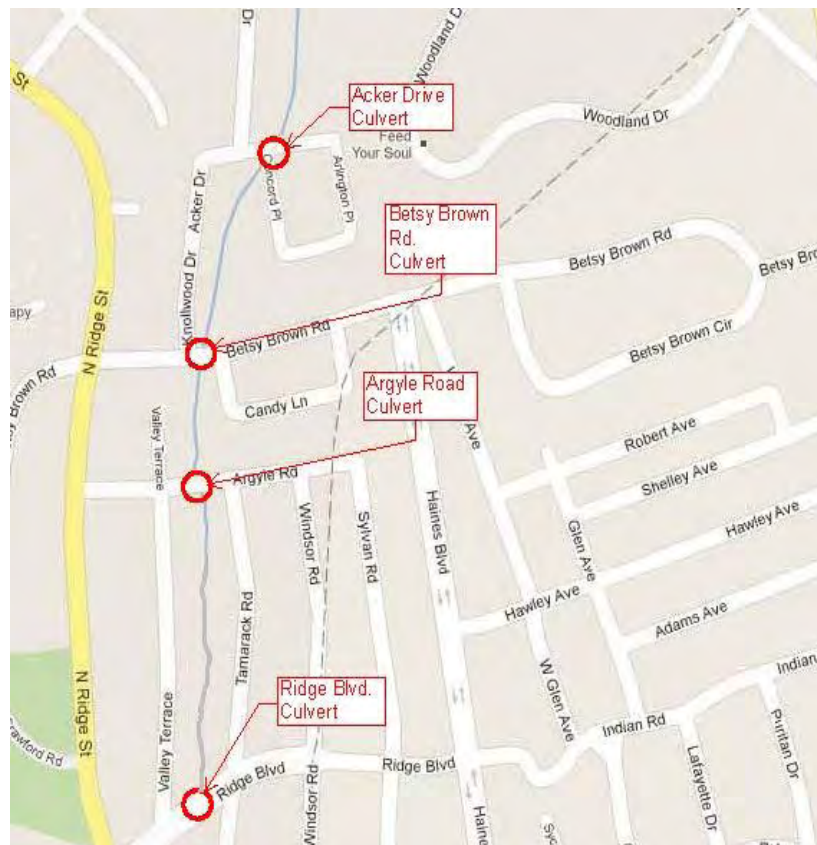 Dr
St
Woodland D
Acker Drive
Culvert
Feed
Your Soul
Woodland Dr
Acker Dr
Arlington Pl
Betsy Brown
Rd.
Culvert
Betsy Brown Rd
Betsy Bro
Knollwood Dr
N Ridge St
apy
Betsy Brown Rd
Betsy Brown Cir
y Brown Rd
Candy Ln
Argyle Road
Culvert
Ave
Valley Terrace
Robert Ave
Argyle Rd
Shelley Ave
Haines Blvd
Windsor Rd
Sylvan Rd
Glen Ave
Hawley Ave
Hawley Ave
Tamarack Rd
Adams Ave
Ridge Blvd.
Culvert
N Ridge St
Valley Terrace
W Glen Ave
Indian
Indian Rd
Crawford Rd
Ridge Blvd
Ridge Blvd
Windsor Rd
Haine
Lafayette Dr
Puritan Dr
Syc